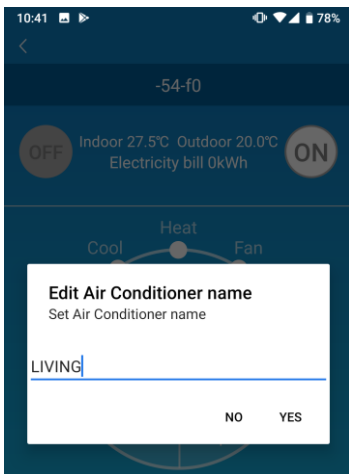 10:41 78%
-54-f0
OFF Indoor 27.5℃ Outdoor 20.0℃ ON
Electricity bill 0kWh
Heat
Cool Fan
Edit Air Conditioner name
Set Air Conditioner name
LIVING
NO YES